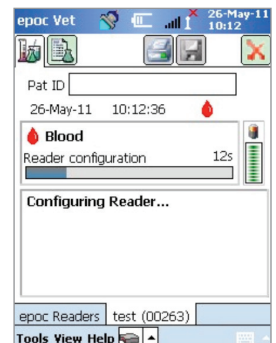 epoc Vet 26-May-11
10:12
Pat ID
26-May-11 10:12:36
Blood
Reader configuration 12s
Configuring Reader...
epoc Readers test (00263)
Tools View Help